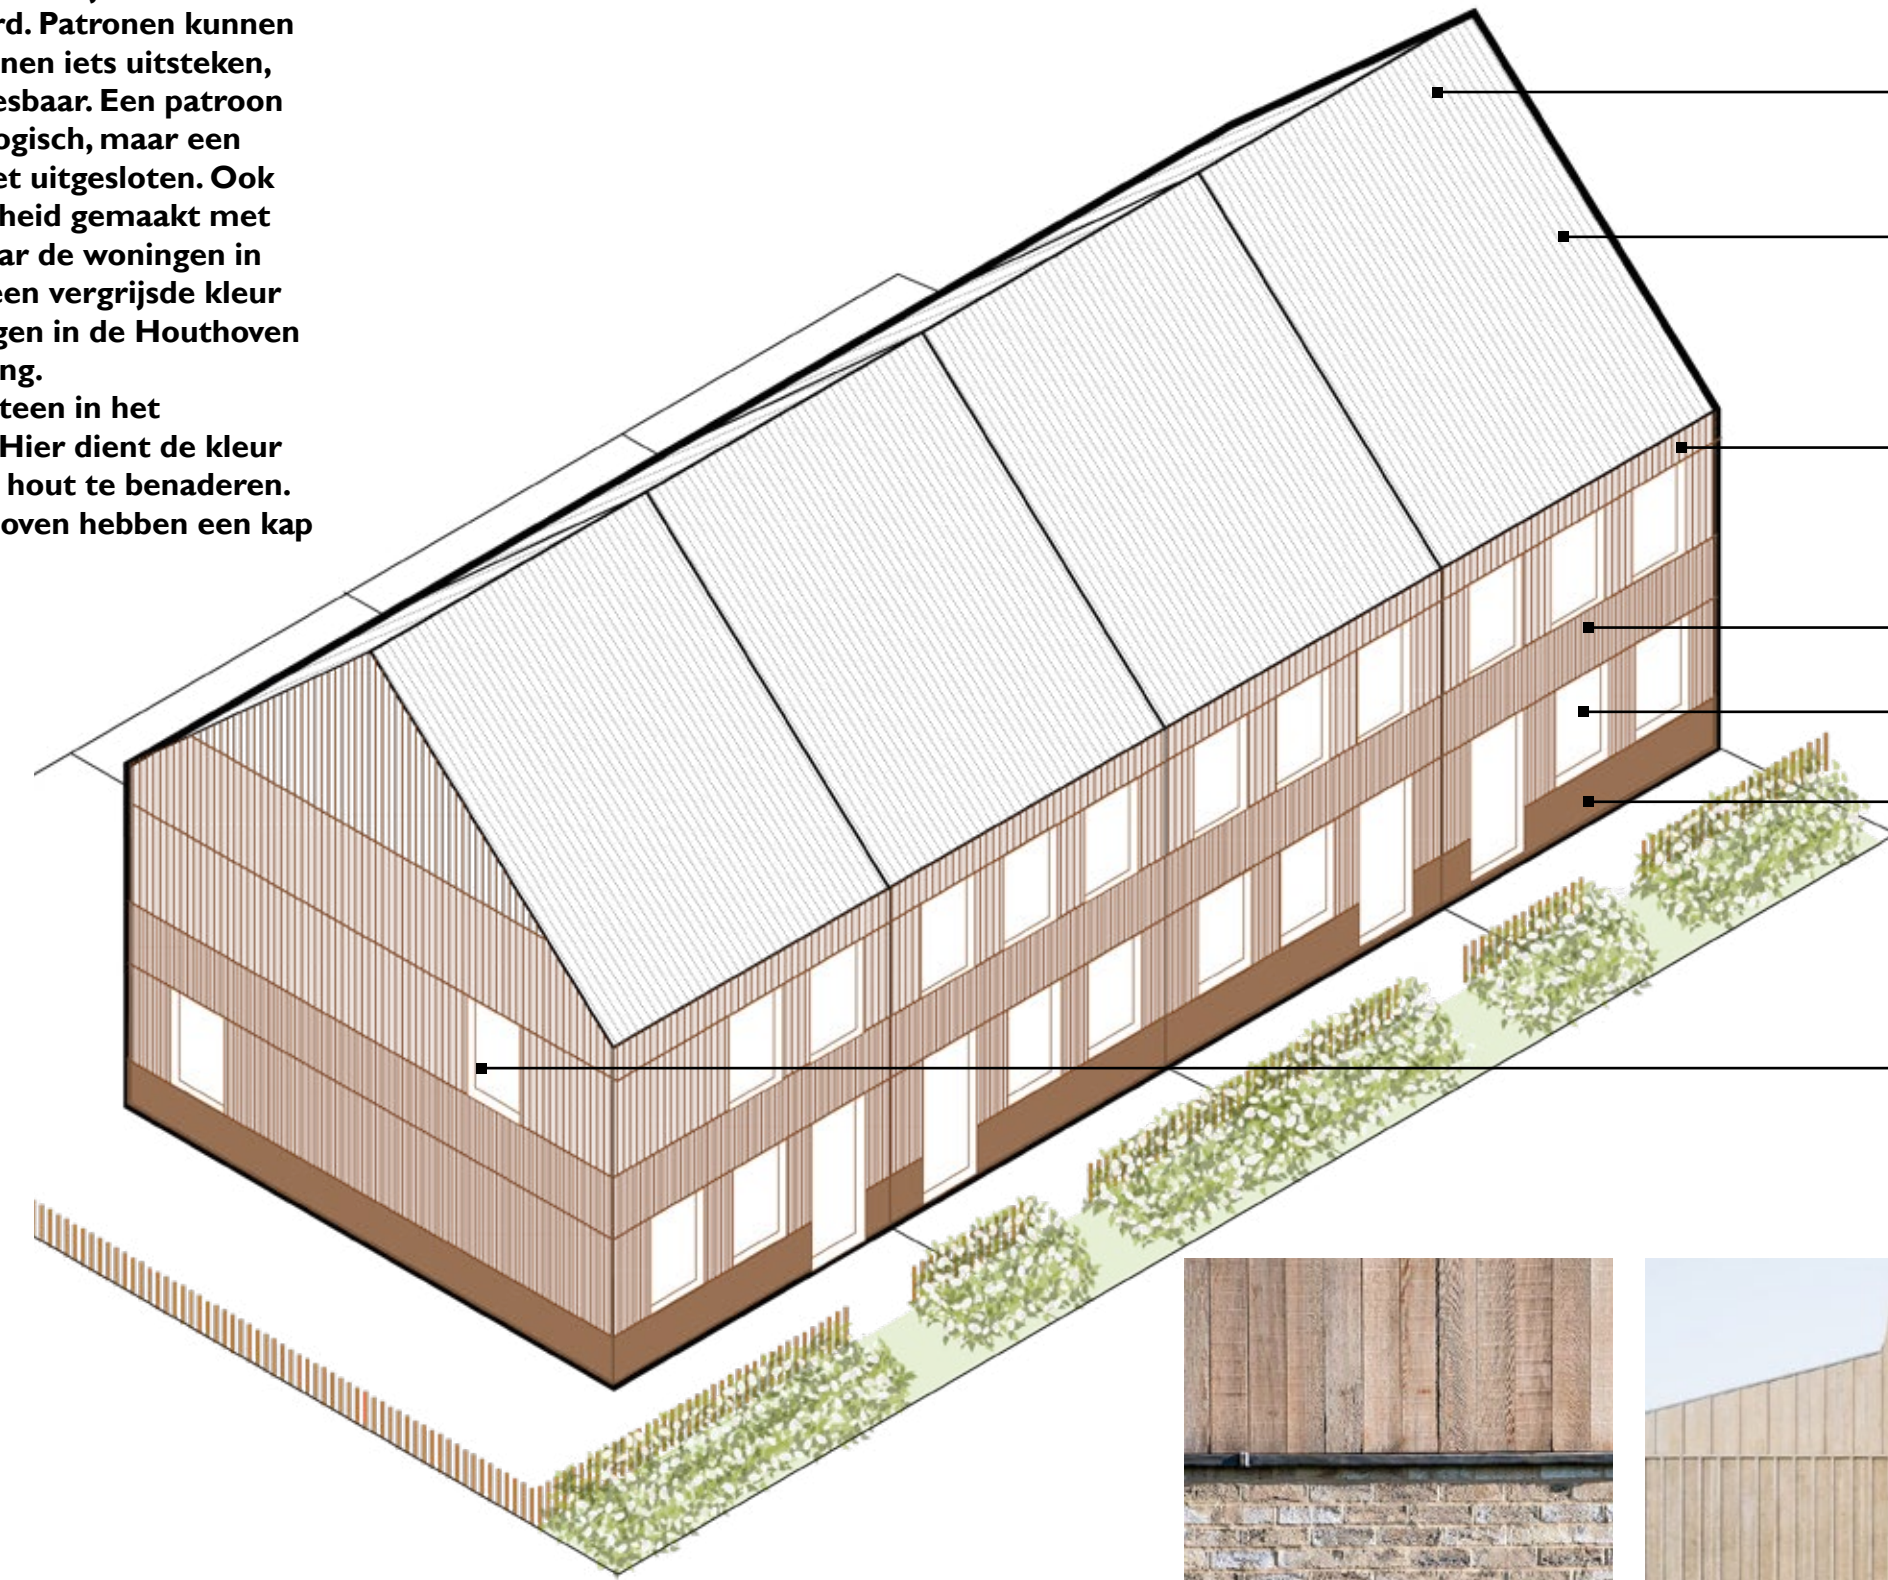 rd. Patronen kunnen
nen iets uitsteken,
esbaar. Een patroon
ogisch, maar een
et uitgesloten. Ook
heid gemaakt met
ar de woningen in
een vergrijsde kleur
gen in de Houthoven
ng.
teen in het
Hier dient de kleur
hout te benaderen.
oven hebben een kap